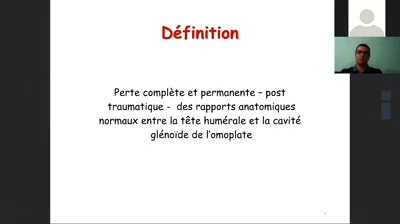 Définition
Perte complète et permanente – post
traumatique - des rapports anatomiques
normaux entre la tête humérale et la cavité
glénoïde de l'omoplate